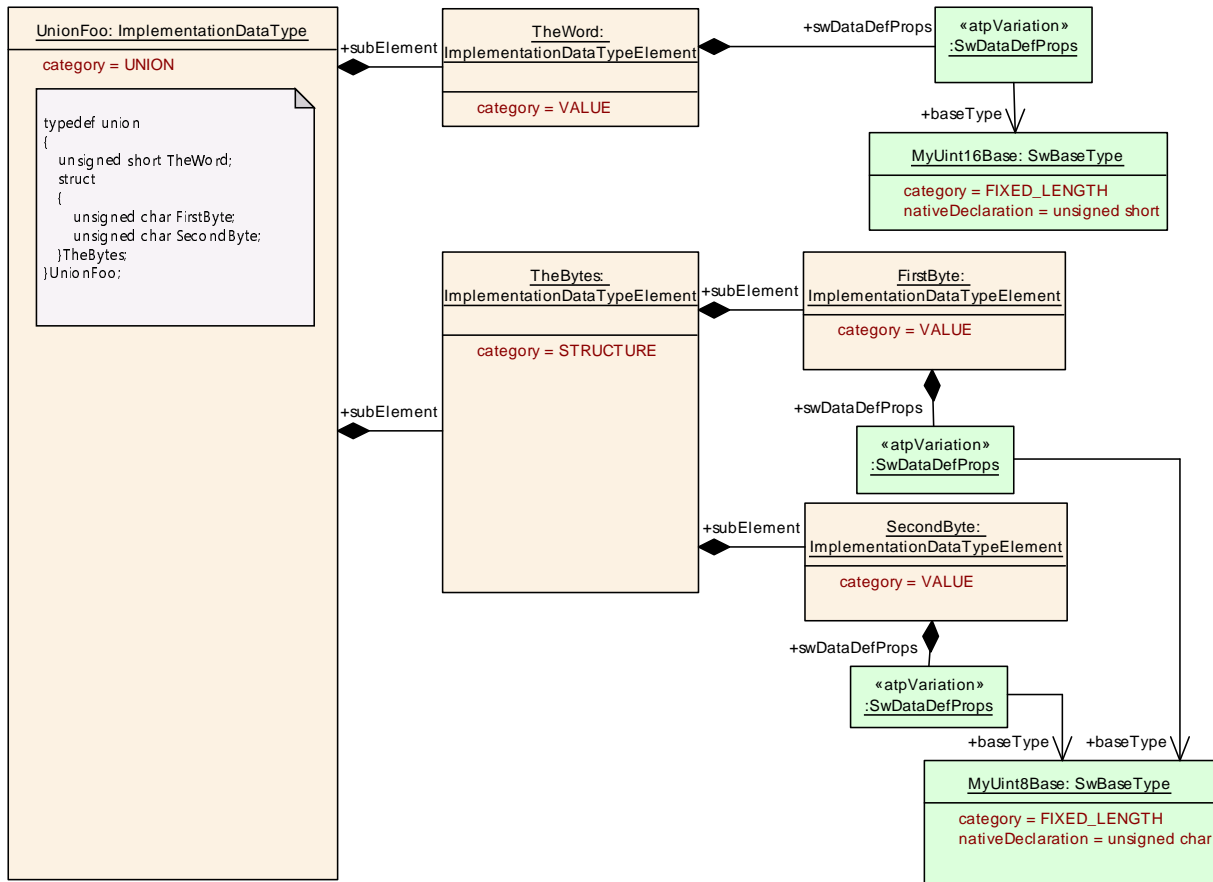 UnionFoo: ImplementationDataType
category = UNION
typedef union
{
unsigned short TheWord;
struct
{
unsigned char FirstByte;
unsigned char SecondByte;
}TheBytes;
}UnionFoo;
+subElement
TheWord:
ImplementationDataTypeElement
category = VALUE
+swDataDefProps
«atpVariation»
:SwDataDefProps
+baseType
MyUint16Base: SwBaseType
category = FIXED_LENGTH
nativeDeclaration = unsigned short
+subElement
TheBytes:
ImplementationDataTypeElement
category = STRUCTURE
+subElement
FirstByte:
ImplementationDataTypeElement
category = VALUE
+swDataDefProps
«atpVariation»
:SwDataDefProps
+subElement
SecondByte:
ImplementationDataTypeElement
category = VALUE
+swDataDefProps
«atpVariation»
:SwDataDefProps
+baseType
+baseType
MyUint8Base: SwBaseType
category = FIXED_LENGTH
nativeDeclaration = unsigned char